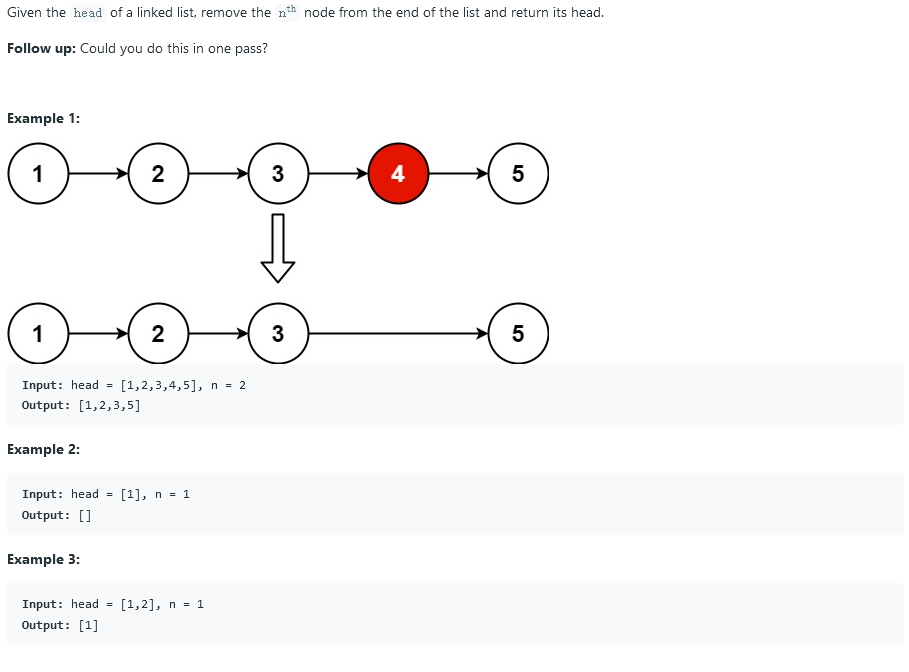 Given the head of a linked list, remove the nth node from the end of the list and return its head.
Follow up: Could you do this in one pass?
Example 1:
1 2 3 4 5
1 2 3 5
Input: head = [1,2,3,4,5], n = 2
Output: [1,2,3,5]
Example 2:
Input: head = [1], n = 1
Output: []
Example 3:
Input: head = [1,2], n = 1
Output: [1]